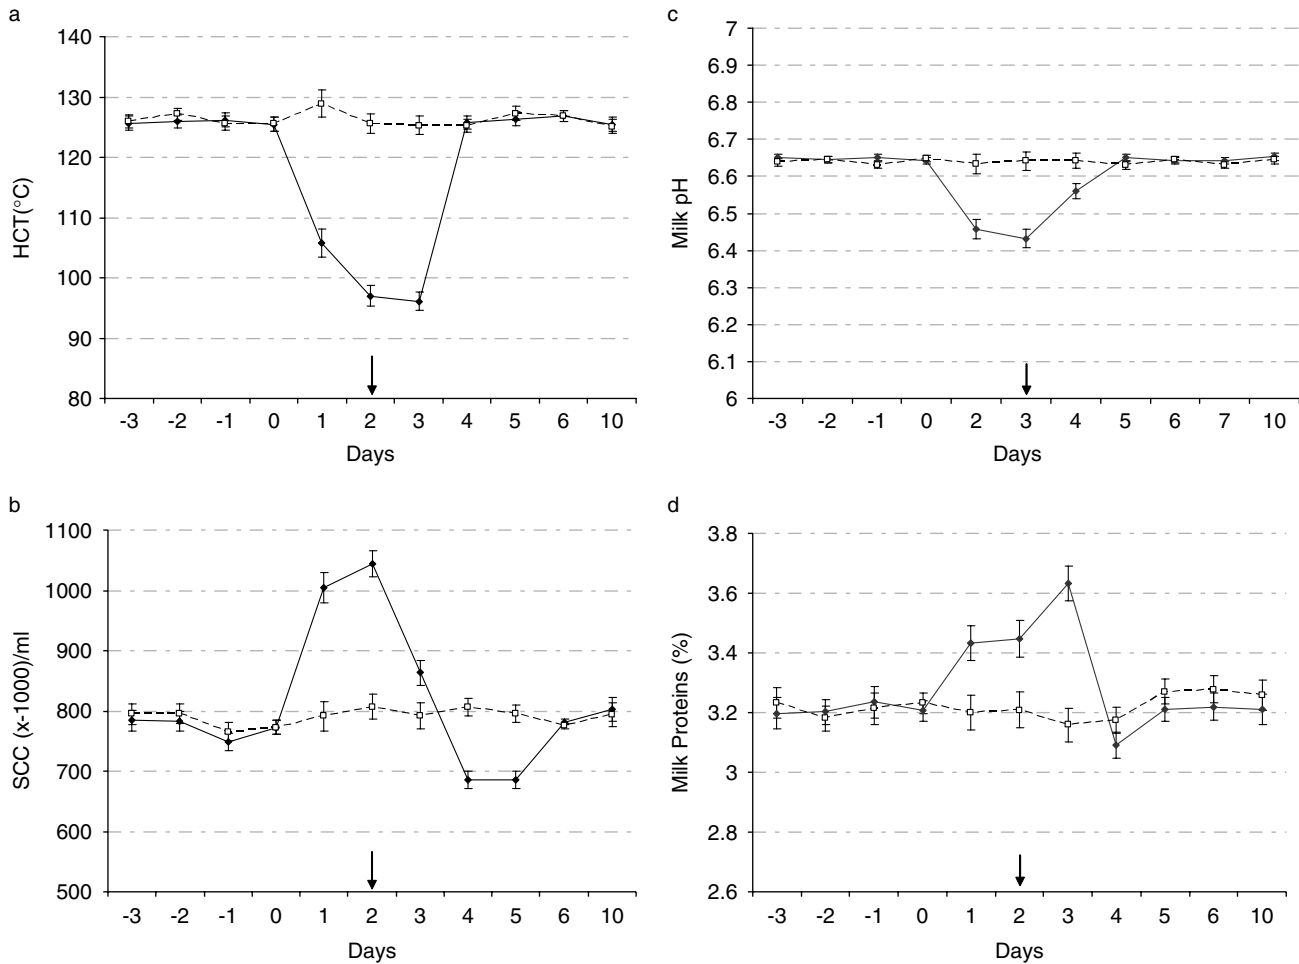 a
HCT(°C)
140
130
120
110
100
90
80
-3 -2 -1 0 1 2 3 4 5 6 10
Days
c
Milk pH
7
6.9
6.8
6.7
6.6
6.5
6.4
6.3
6.2
6.1
6
-3 -2 -1 0 2 3 4 5 6 7 10
Days
b
SCC (x-1000)/ml
1100
1000
900
800
700
600
500
-3 -2 -1 0 1 2 3 4 5 6 10
Days
d
Milk Proteins (%)
3.8
3.6
3.4
3.2
3
2.8
2.6
-3 -2 -1 0 1 2 3 4 5 6 10
Days